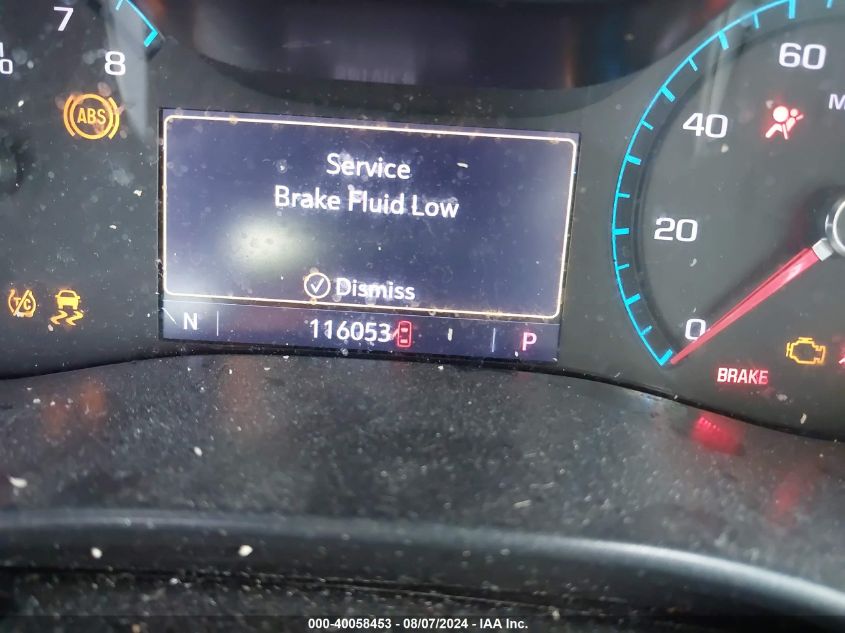 7
8
ABS
60
40
20
0
Service
Brake Fluid Low
Dismiss
TC
N
116053
P
BRAKE
000-40058453 - 08/07/2024 - IAA Inc.